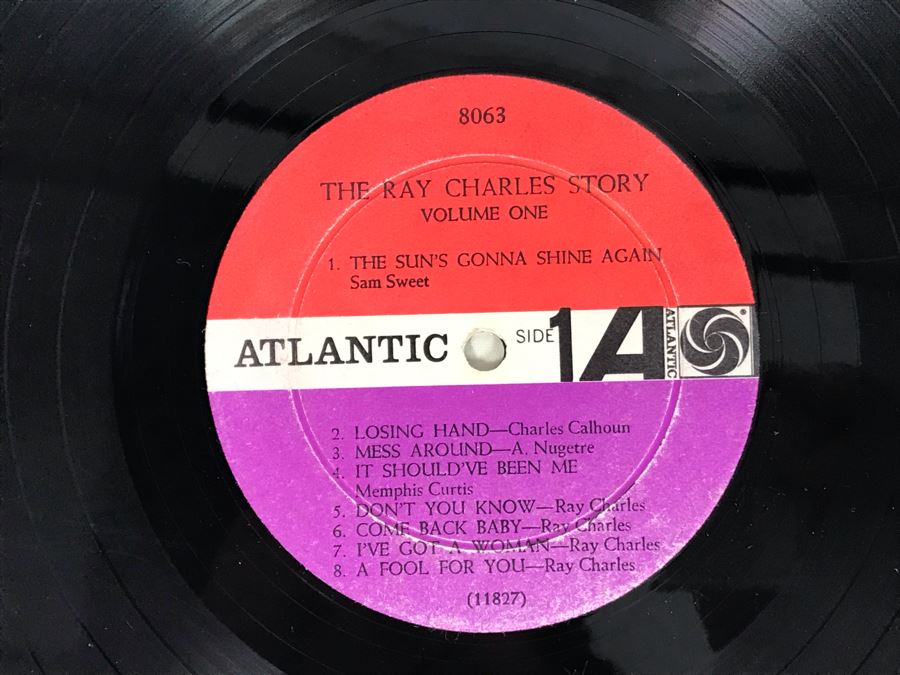 8063
THE RAY CHARLES STORY
VOLUME ONE
1. THE SUN'S GONNA SHINE AGAIN
Sam Sweet
ATLANTIC SIDE 1 A ATLANTIC ®
2. LOSING HAND—Charles Calhoun
3. MESS AROUND—A. Nugetre
4. IT SHOULD'VE BEEN ME
Memphis Curtis
5. DON'T YOU KNOW—Ray Charles
6. COME BACK BABY—Ray Charles
7. I'VE GOT A WOMAN—Ray Charles
8. A FOOL FOR YOU—Ray Charles
(11827)